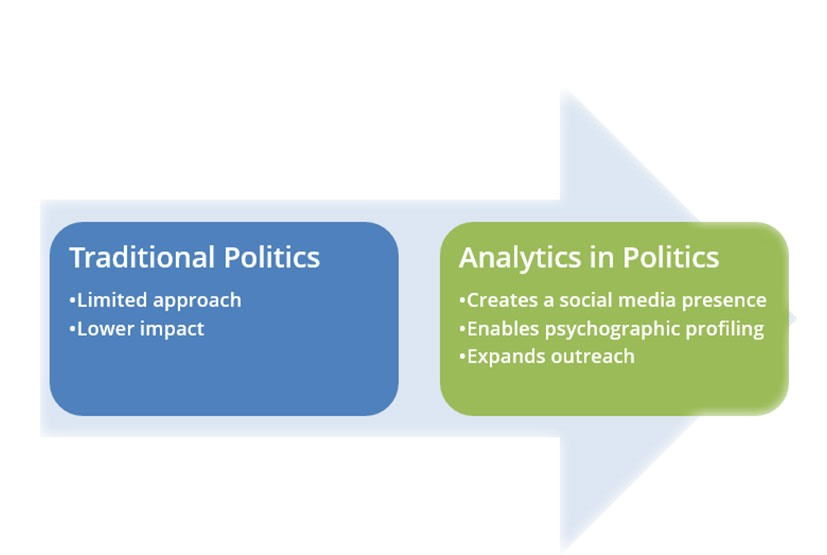 Traditional Politics
•Limited approach
•Lower impact
Analytics in Politics
•Creates a social media presence
•Enables psychographic profiling
•Expands outreach